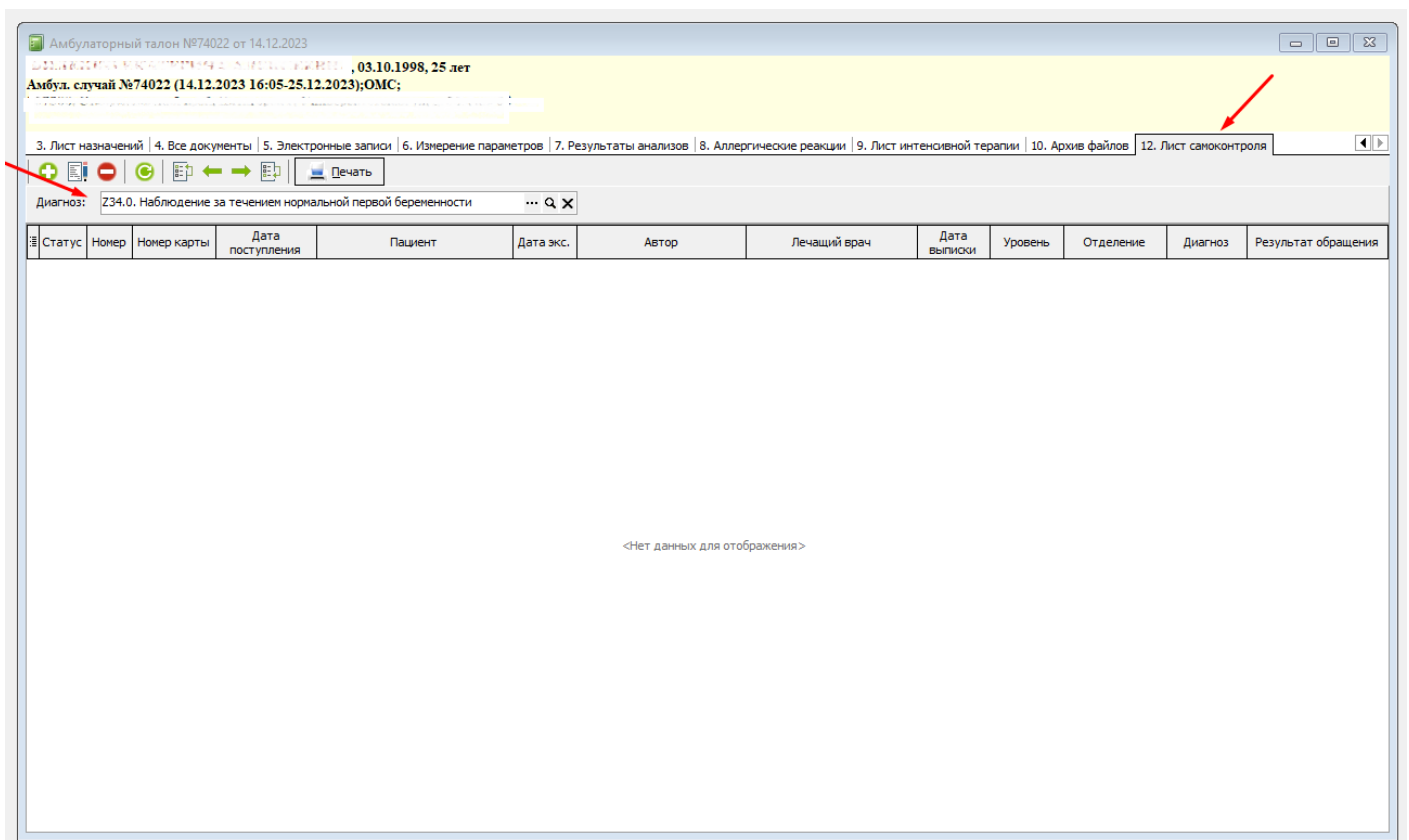 Амбулаторный талон №74022 от 14.12.2023
, 03.10.1998, 25 лет
Амбул. случай №74022 (14.12.2023 16:05-25.12.2023);ОМС;
3. Лист назначений | 4. Все документы | 5. Электронные записи | 6. Измерение параметров | 7. Результаты анализов | 8. Аллергические реакции | 9. Лист интенсивной терапии | 10. Архив файлов | 12. Лист самоконтроля
Печать
Диагноз: Z34.0. Наблюдение за течением нормальной первой беременности ...
Статус Номер Номер карты Дата поступления Пациент Дата экс. Автор Лечащий врач Дата выписки Уровень Отделение Диагноз Результат обращения
<Нет данных для отображения>